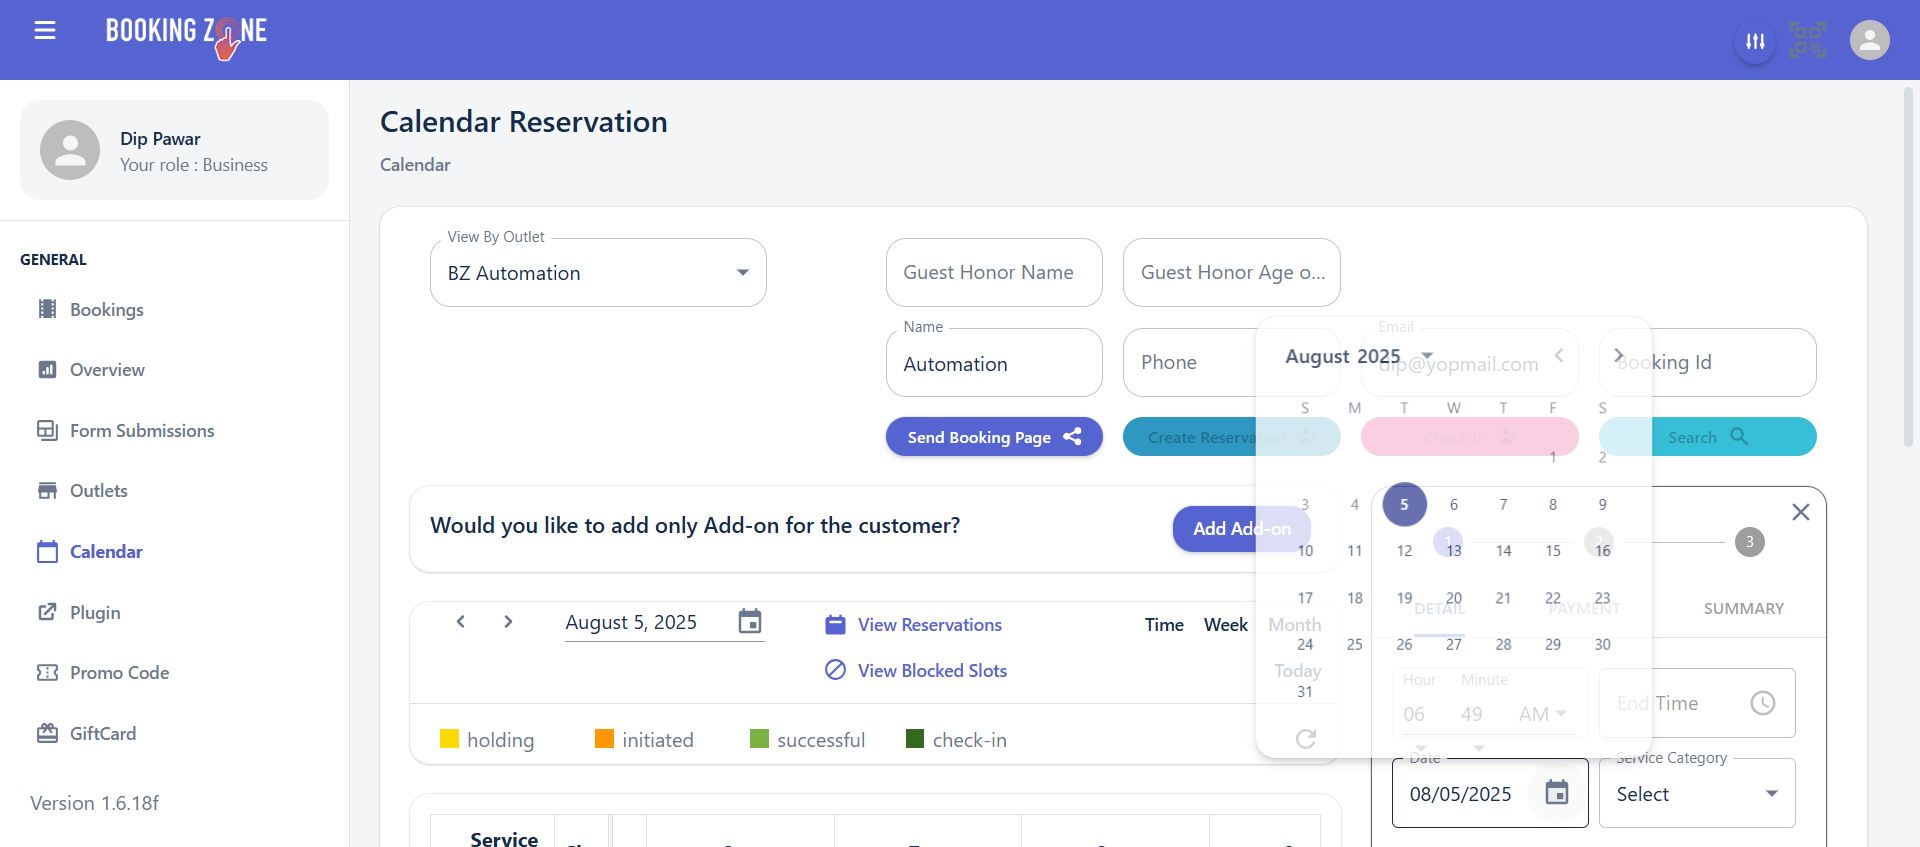 BOOKING ZONE
Dip Pawar
Your role : Business
GENERAL
Bookings
Overview
Form Submissions
Outlets
Calendar
Plugin
Promo Code
GiftCard
Version 1.6.18f
Calendar Reservation
Calendar
View By Outlet
BZ Automation
Guest Honor Name
Guest Honor Age o...
Name
Automation
Phone
Email
dip@yopmail.com
Booking Id
Send Booking Page
Create Reservation
Check In
Search
Would you like to add only Add-on for the customer?
Add Add-on
August 5, 2025
View Reservations
View Blocked Slots
Time Week Month
Today
holding initiated successful check-in
Service
August 2025
S M T W T F S
1 2
3 4 5 6 7 8 9
10 11 12 13 14 15 16
17 18 19 20 21 22 23
24 25 26 27 28 29 30
31
1 2 3
DETAIL PAYMENT SUMMARY
Hour Minute
06 49 AM
End Time
Date
08/05/2025
Service Category
Select